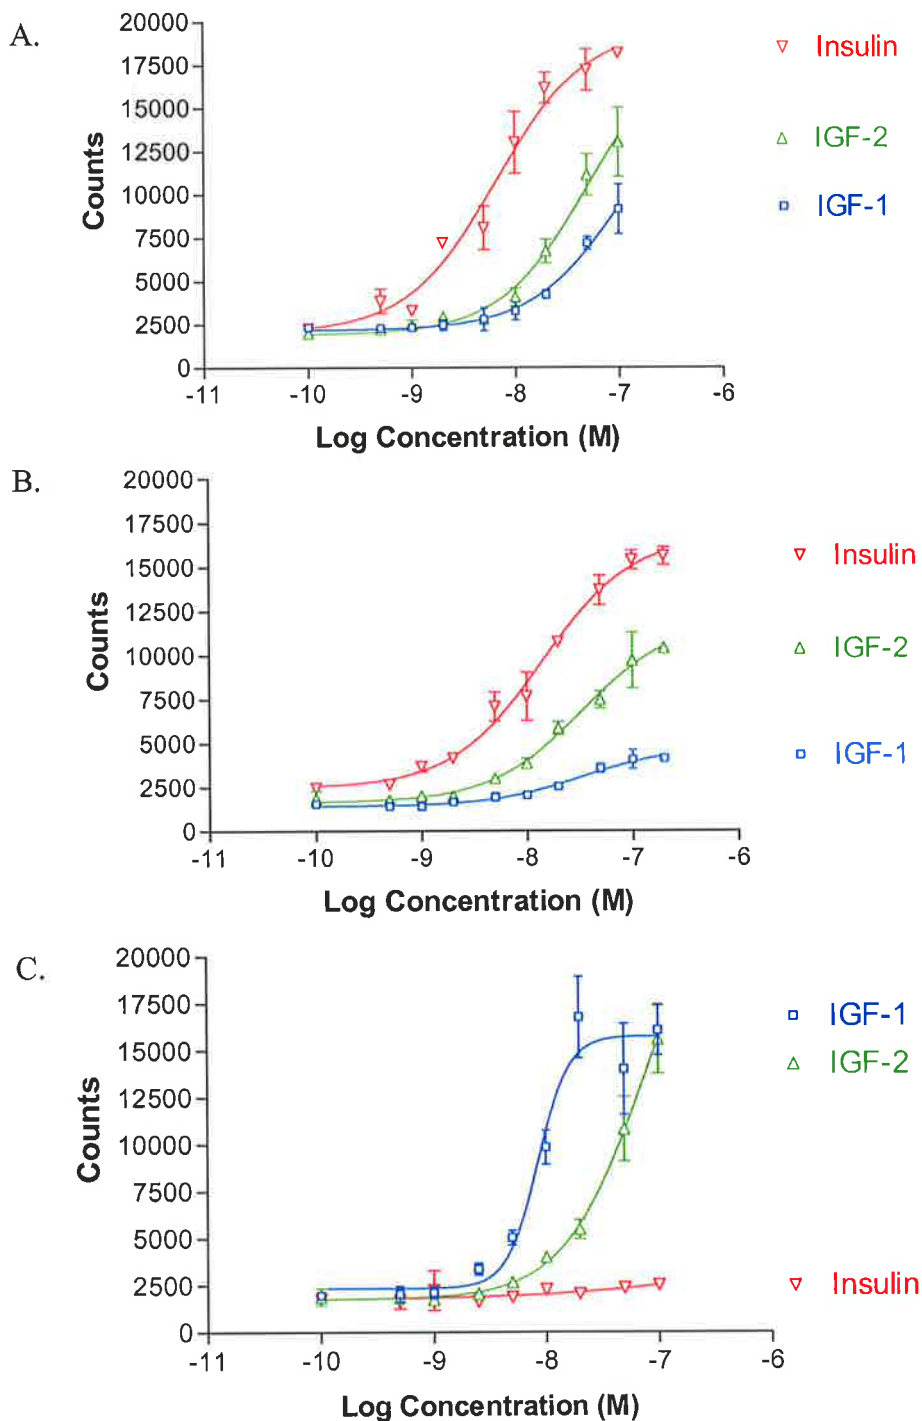 A.
20000
17500
15000
12500
10000
7500
5000
2500
0
Counts
-11 -10 -9 -8 -7 -6
Log Concentration (M)
Insulin
IGF-2
IGF-1
B.
20000
17500
15000
12500
10000
7500
5000
2500
0
Counts
-11 -10 -9 -8 -7 -6
Log Concentration (M)
Insulin
IGF-2
IGF-1
C.
20000
17500
15000
12500
10000
7500
5000
2500
0
Counts
-11 -10 -9 -8 -7 -6
Log Concentration (M)
IGF-1
IGF-2
Insulin